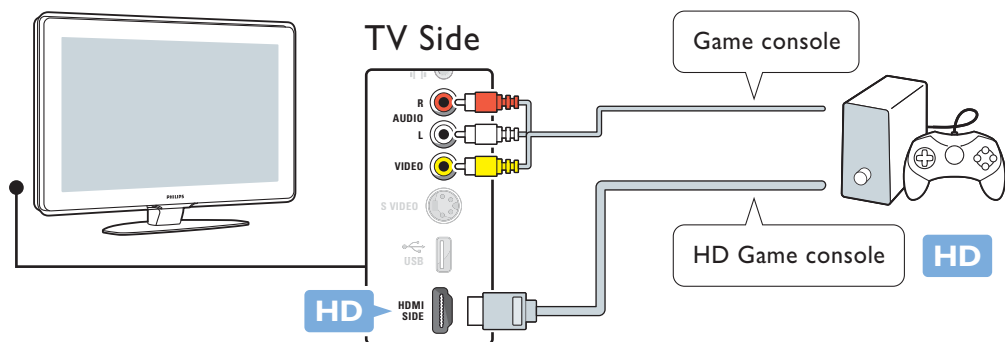 TV Side
Game console
R
AUDIO
L
VIDEO
S VIDEO
USB
HDMI
SIDE
HD
HD Game console
HD
PHILIPS